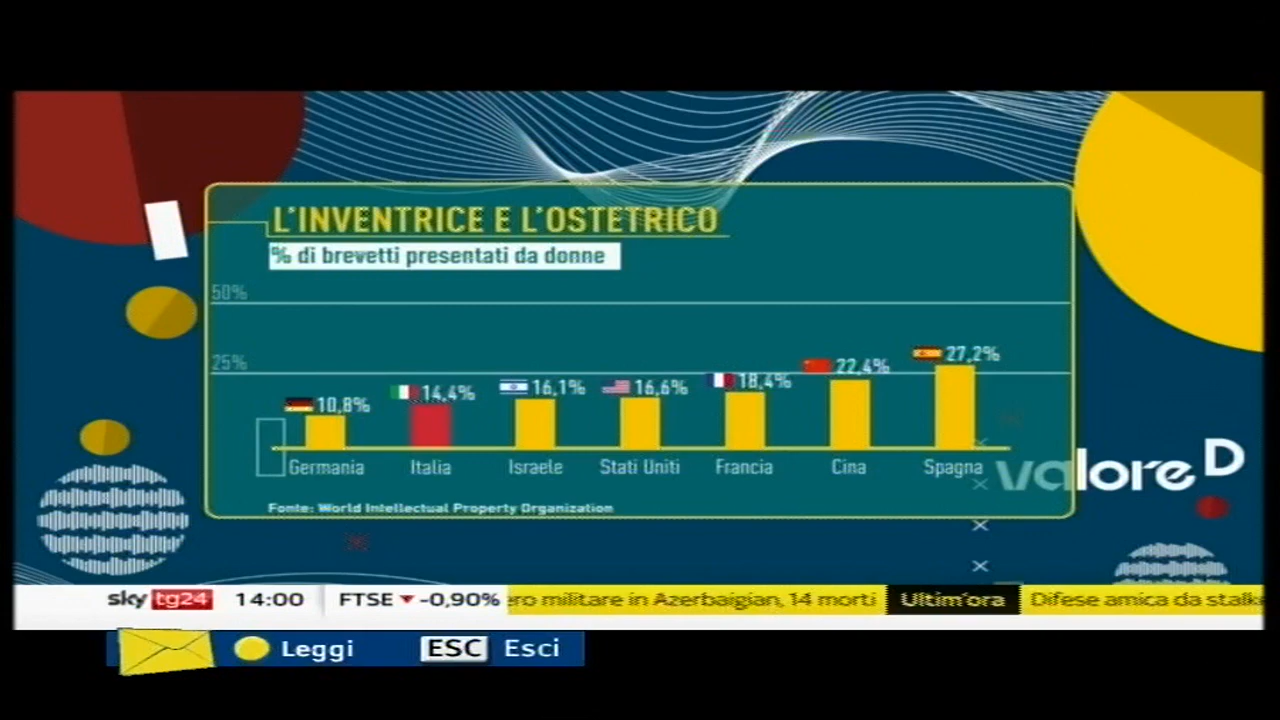 L'INVENTRICE E L'OSTETRICO
% di brevetti presentati da donne
50%
25%
10,8%
14,4%
16,1%
16,6%
18,4%
22,4%
27,2%
Germania
Italia
Israele
Stati Uniti
Francia
Cina
Spagna
Fonte: World Intellectual Property Organization
valore D
sky tg24 14:00 FTSE -0,90% ero militare in Azerbaigian, 14 morti Ultim'ora Difese amica da stalke
Leggi ESC Esci